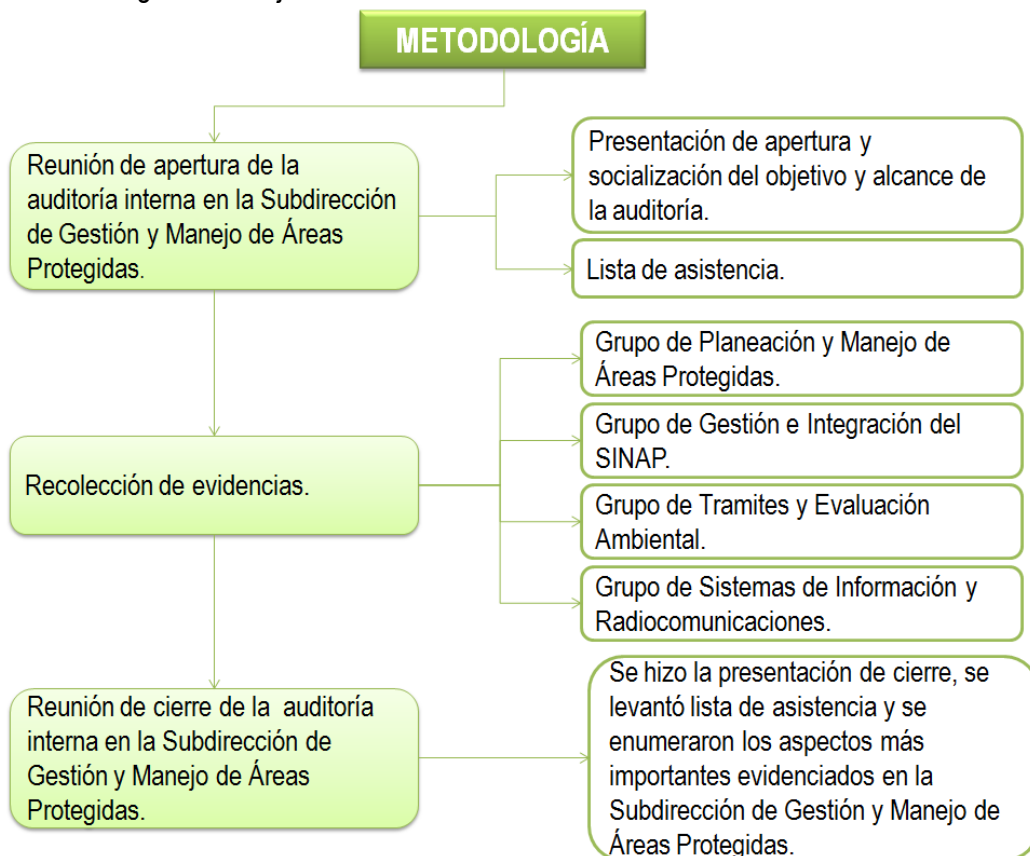 METODOLOGÍA
Reunión de apertura de la
auditoría interna en la Subdirección
de Gestión y Manejo de Áreas
Protegidas.
Presentación de apertura y
socialización del objetivo y alcance de
la auditoría.
Lista de asistencia.
Recolección de evidencias.
Grupo de Planeación y Manejo de
Áreas Protegidas.
Grupo de Gestión e Integración del
SINAP.
Grupo de Tramites y Evaluación
Ambiental.
Grupo de Sistemas de Información y
Radiocomunicaciones.
Reunión de cierre de la auditoría
interna en la Subdirección de
Gestión y Manejo de Áreas
Protegidas.
Se hizo la presentación de cierre, se
levantó lista de asistencia y se
enumeraron los aspectos más
importantes evidenciados en la
Subdirección de Gestión y Manejo de
Áreas Protegidas.